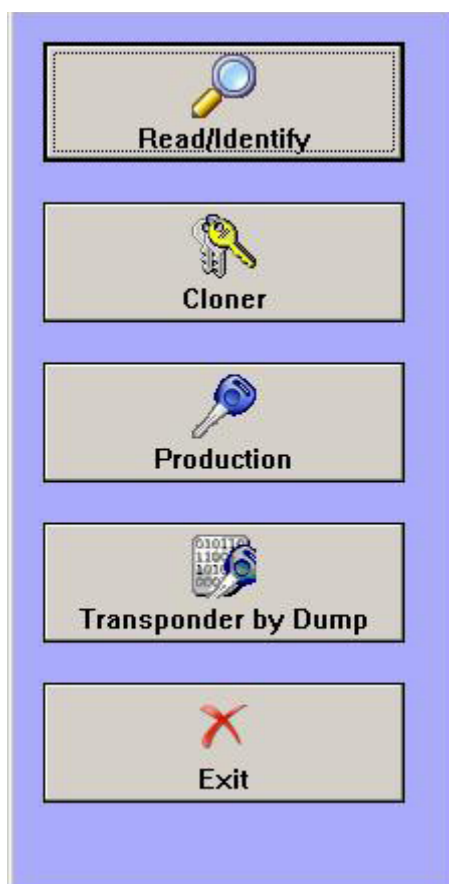 Read/Identify
Cloner
Production
Transponder by Dump
Exit